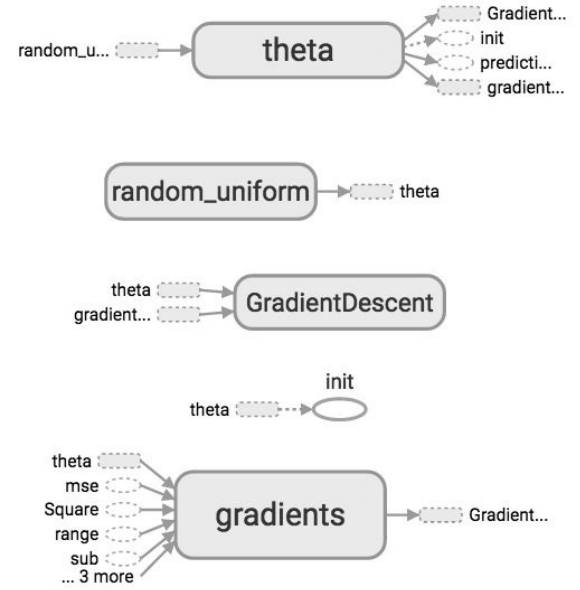 Gradient...
random_u...
theta
init
predicti...
gradient...
random_uniform
theta
theta
gradient...
GradientDescent
init
theta
theta
mse
Square
range
sub
... 3 more
gradients
Gradient...